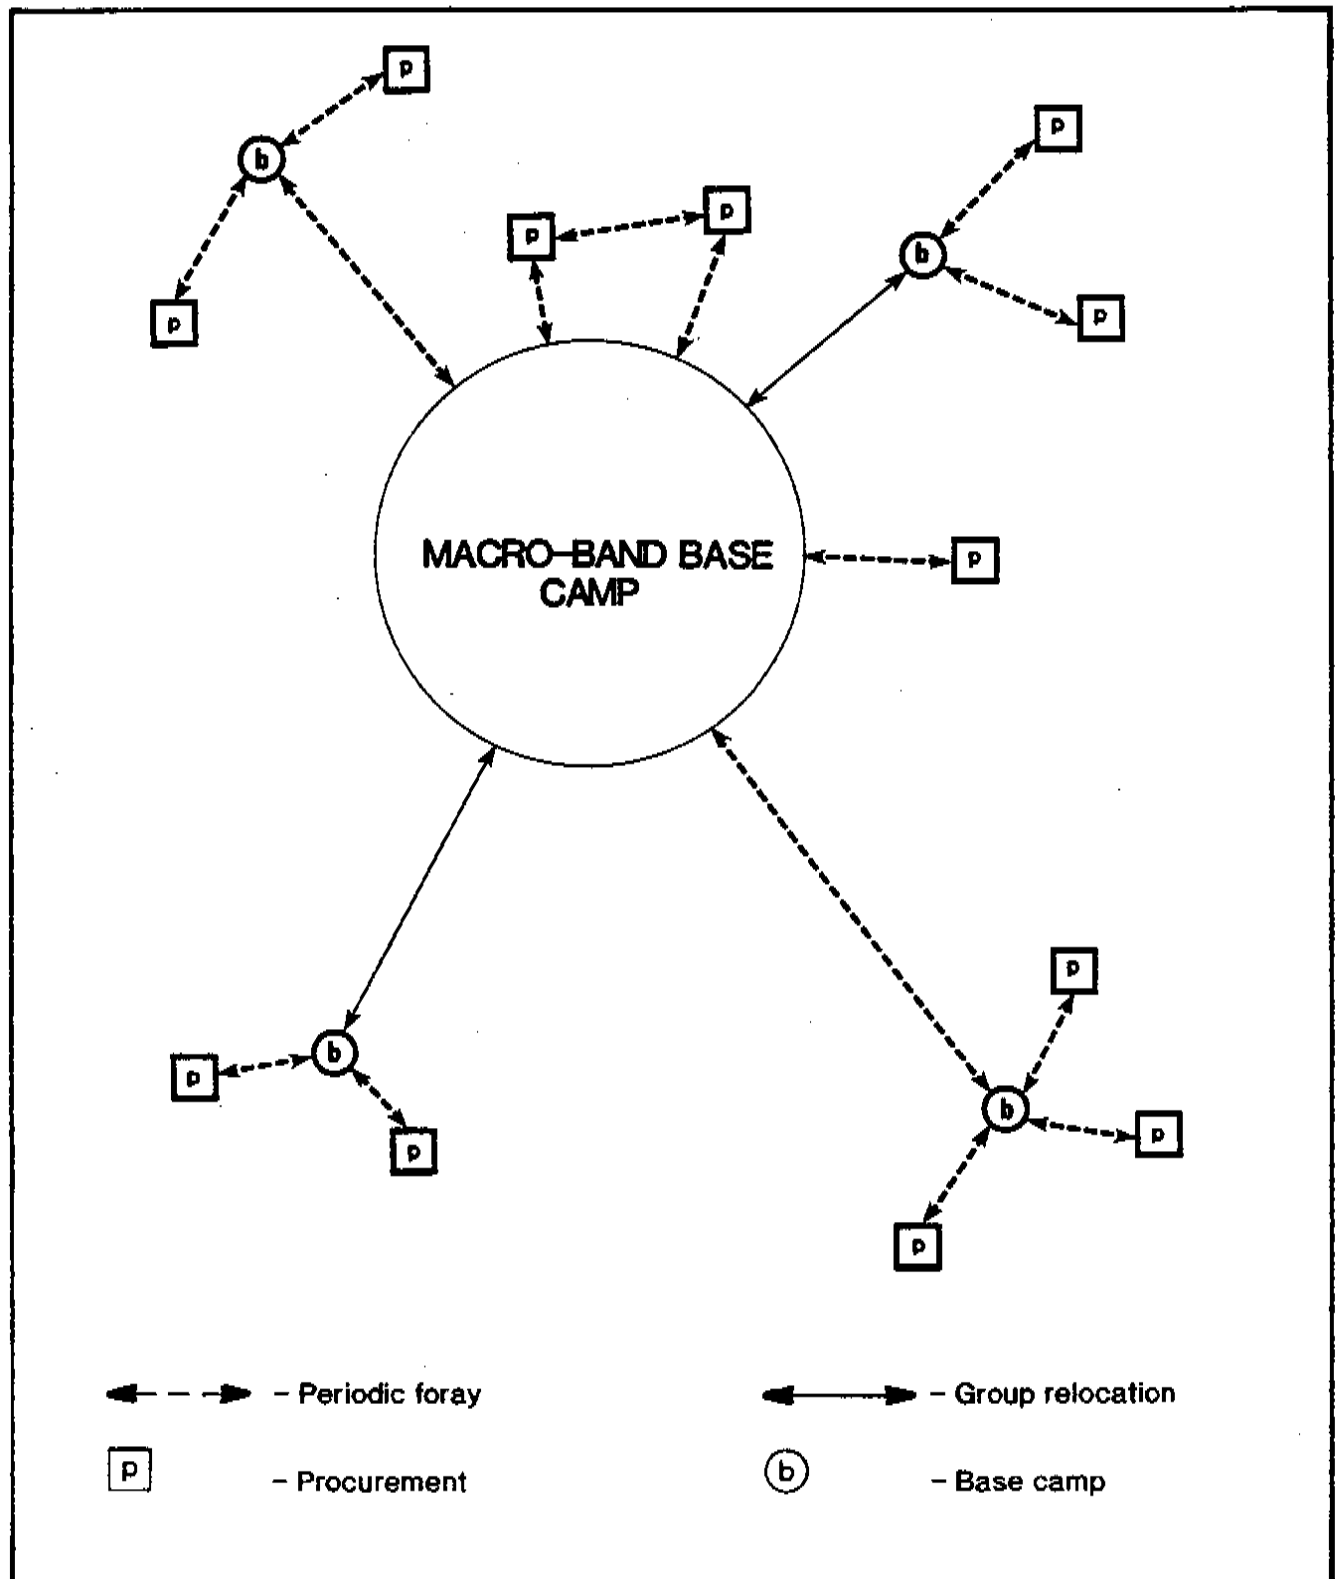 p
p
b
p
p
p
b
p
p
MACRO-BAND BASE
CAMP
p
p
b
p
p
b
p
p
p
- Periodic foray
- Group relocation
p
- Procurement
b
- Base camp